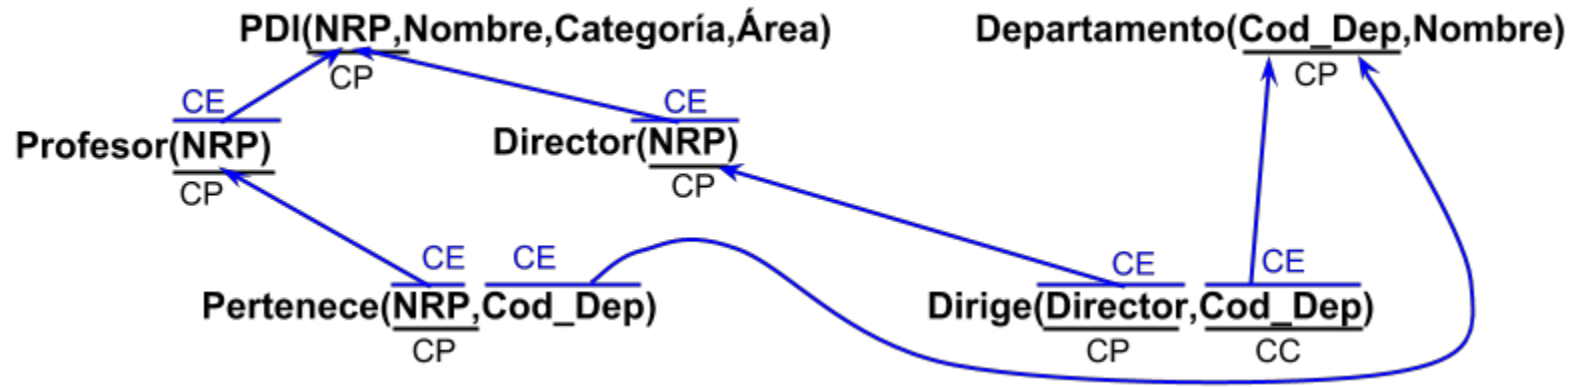 PDI(NRP,Nombre,Categoría,Área) Departamento(Cod_Dep,Nombre)
CP CP
CE CE
Profesor(NRP) Director(NRP)
CP CP
CE CE CE CE
Pertenece(NRP,Cod_Dep) Dirige(Director,Cod_Dep)
CP CP CC